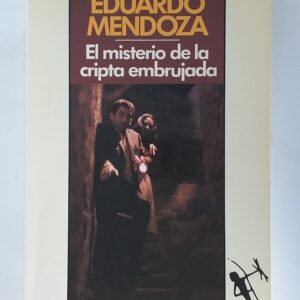 EDUARDO
MENDOZA
El misterio de la
cripta embrujada